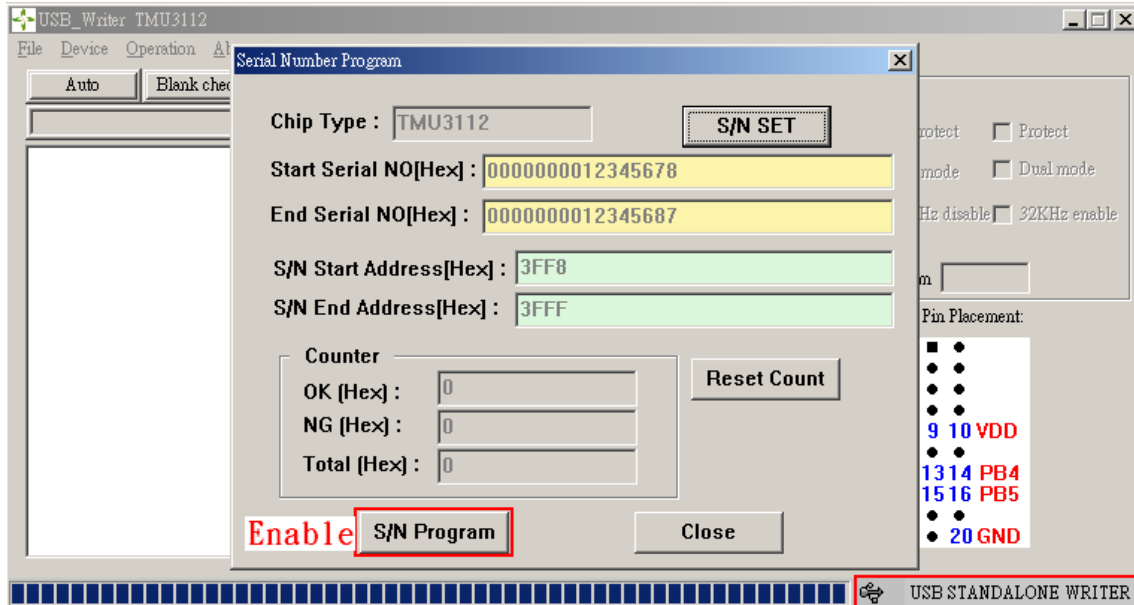 USB_Writer TMU3112
File Device Operation
Serial Number Program
Auto
Chip Type : TMU3112
S/N SET
Start Serial NO[Hex] : 0000000012345678
End Serial NO[Hex] : 0000000012345687
S/N Start Address[Hex] : 3FF8
S/N End Address[Hex] : 3FFF
Counter
OK (Hex) : 0
NG (Hex) : 0
Total (Hex) : 0
Reset Count
Enable
S/N Program
Close
Blank
Protect
mode Dual mode
disable 32KHz enable
Pin Placement:
9 10 VDD
13 14 PB4
15 16 PB5
20 GND
USB STANDALONE WRITER